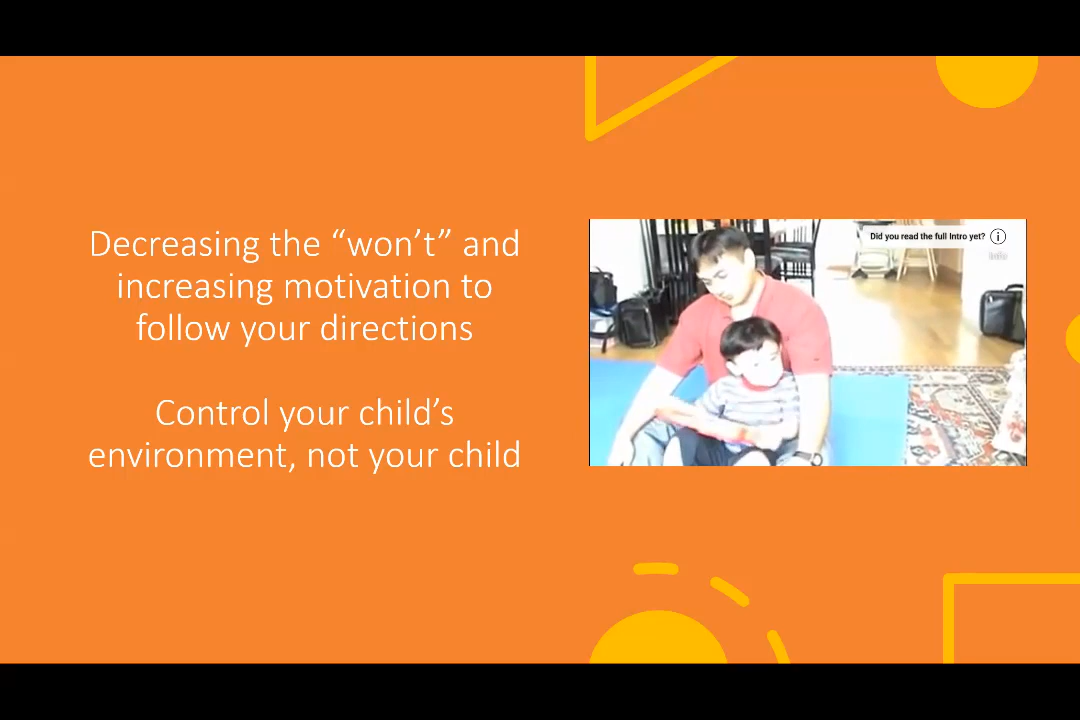 Decreasing the “won’t” and
increasing motivation to
follow your directions
Control your child’s
environment, not your child
Did you read the full Intro yet?
Info